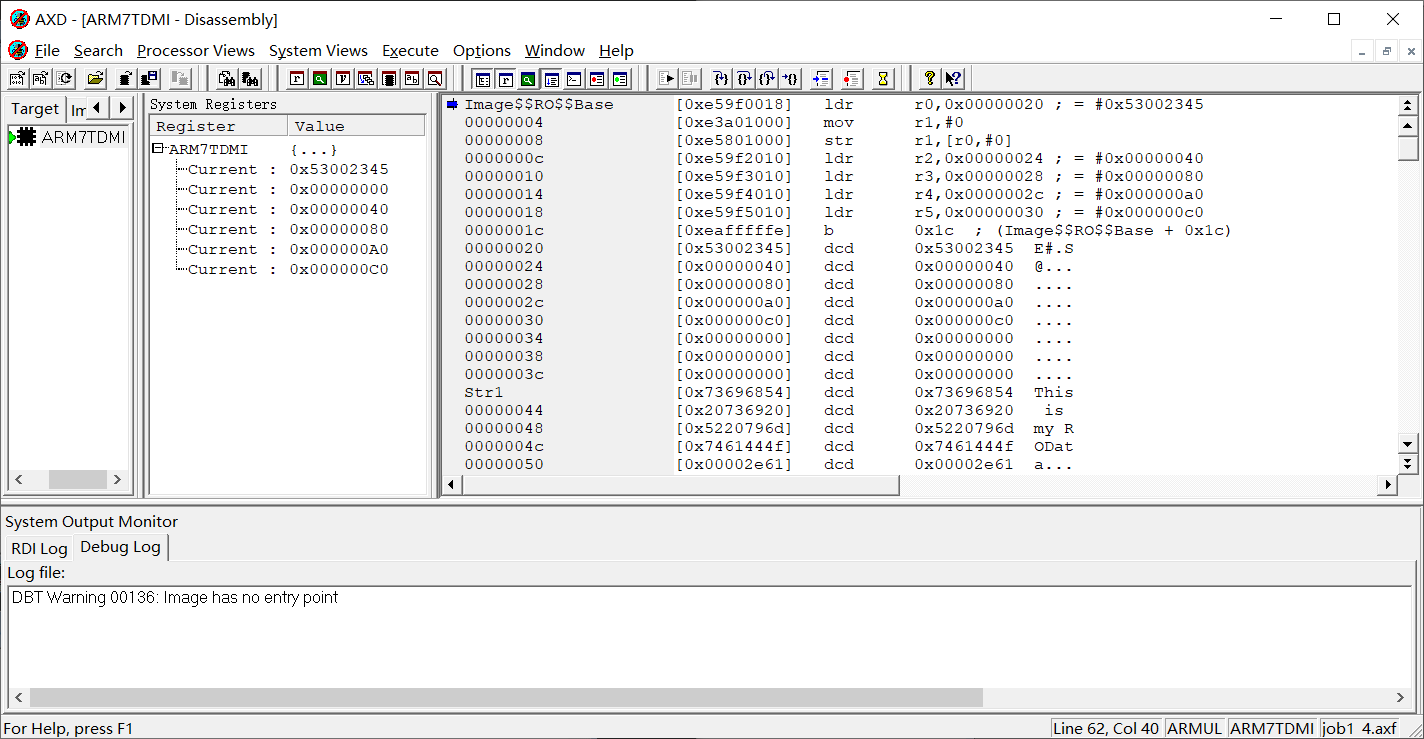 AXD - [ARM7TDMI - Disassembly]
File Search Processor Views System Views Execute Options Window Help
Target
System Registers
Register Value
ARM7TDMI
ARM7TDMI {...}
Current : 0x53002345
Current : 0x00000000
Current : 0x00000040
Current : 0x00000080
Current : 0x000000A0
Current : 0x000000C0
Image$$RO$$Base [0xe59f0018] ldr r0,0x00000020 ; = #0x53002345
00000004 [0xe3a01000] mov r1,#0
00000008 [0xe5801000] str r1,[r0,#0]
0000000c [0xe59f2010] ldr r2,0x00000024 ; = #0x00000040
00000010 [0xe59f3010] ldr r3,0x00000028 ; = #0x00000080
00000014 [0xe59f4010] ldr r4,0x0000002c ; = #0x000000a0
00000018 [0xe59f5010] ldr r5,0x00000030 ; = #0x000000c0
0000001c [0xeafffffe] b 0x1c ; (Image$$RO$$Base + 0x1c)
00000020 [0x53002345] dcd 0x53002345 E#.S
00000024 [0x00000040] dcd 0x00000040 @...
00000028 [0x00000080] dcd 0x00000080 ....
0000002c [0x000000a0] dcd 0x000000a0 ....
00000030 [0x000000c0] dcd 0x000000c0 ....
00000034 [0x00000000] dcd 0x00000000 ....
00000038 [0x00000000] dcd 0x00000000 ....
0000003c [0x00000000] dcd 0x00000000 ....
Str1 [0x73696854] dcd 0x73696854 This
00000044 [0x20736920] dcd 0x20736920 is
00000048 [0x5220796d] dcd 0x5220796d my R
0000004c [0x7461444f] dcd 0x7461444f ODat
00000050 [0x00002e61] dcd 0x00002e61 a...
System Output Monitor
RDI Log Debug Log
Log file:
DBT Warning 00136: Image has no entry point
For Help, press F1
Line 62, Col 40 ARMUL ARM7TDMI job1_4.axf